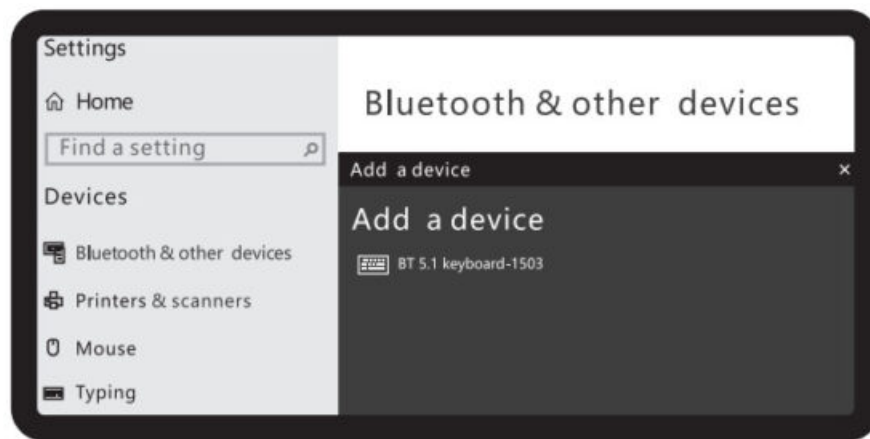 Settings
Home
Find a setting
Devices
Bluetooth & other devices
Printers & scanners
Mouse
Typing
Bluetooth & other devices
Add a device
×
Add a device
BT 5.1 keyboard-1503